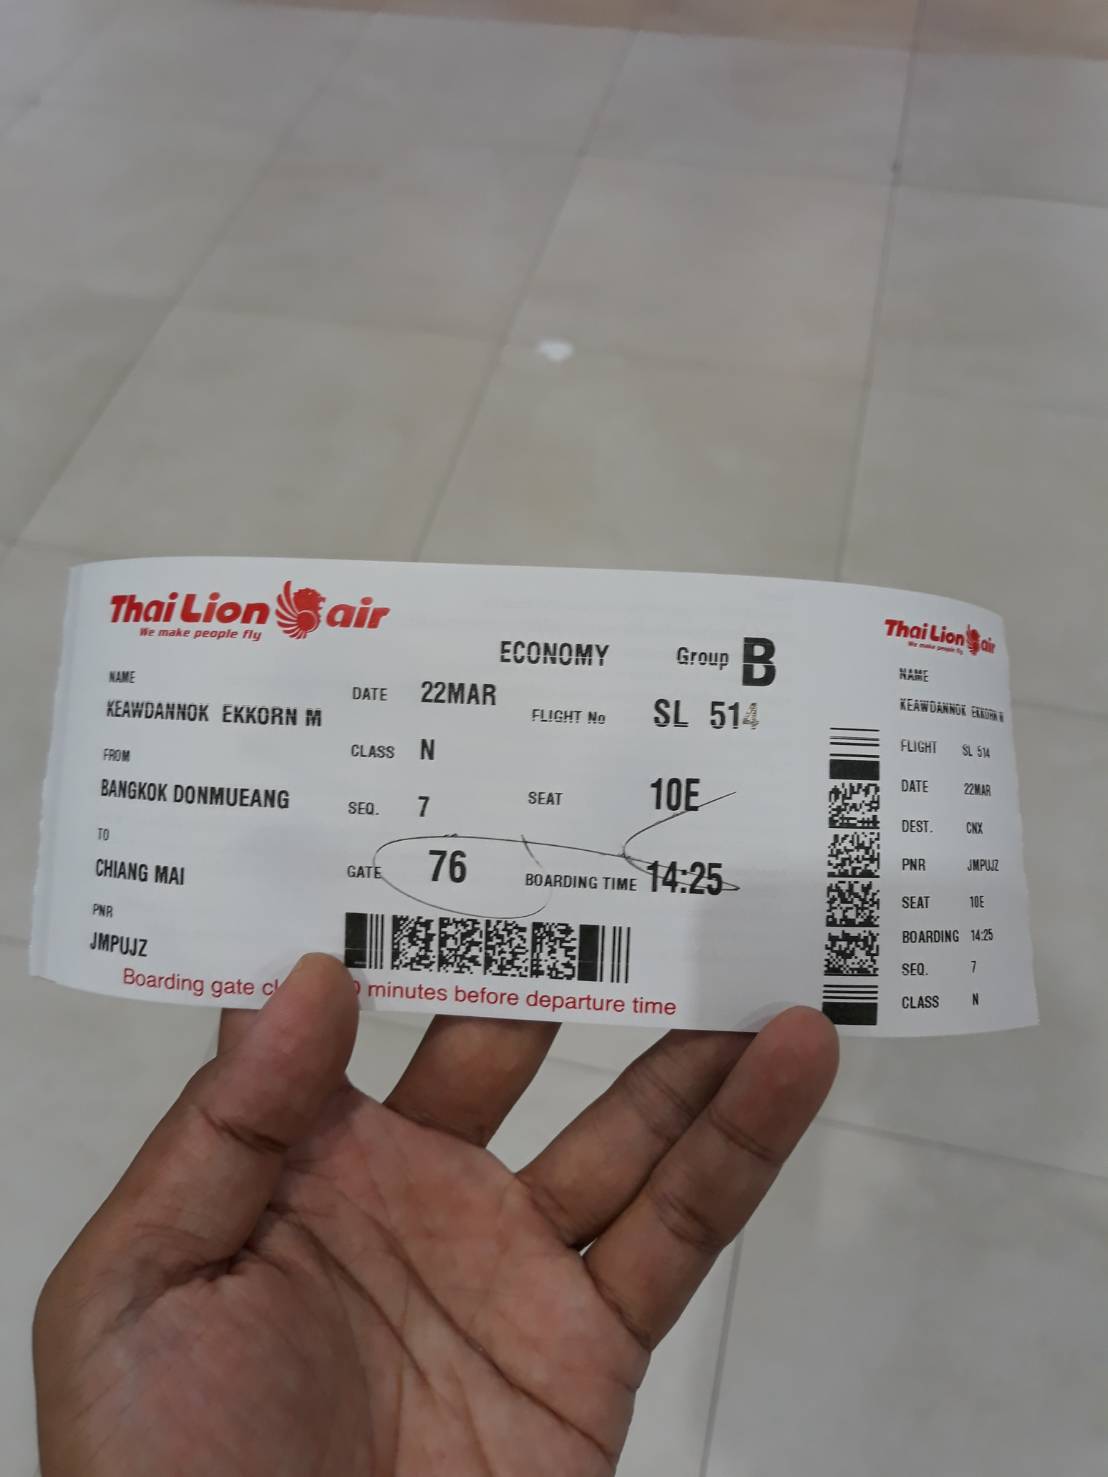 Thai Lion air
We make people fly
ECONOMY Group B
NAME
KEAWDANNOK EKKORN M
DATE 22MAR
FLIGHT No SL 514
FROM
BANGKOK DONMUEANG
CLASS N
SEQ. 7
SEAT 10E
TO
CHIANG MAI
GATE 76
BOARDING TIME 14:25
PNR
JMPUJZ
Boarding gate minutes before departure time
Thai Lion air
We make people fly
NAME
KEAWDANNOK EKKORN M
FLIGHT SL 514
DATE 22MAR
DEST. CNX
PNR JMPUJZ
SEAT 10E
BOARDING 14:25
SEQ. 7
CLASS N